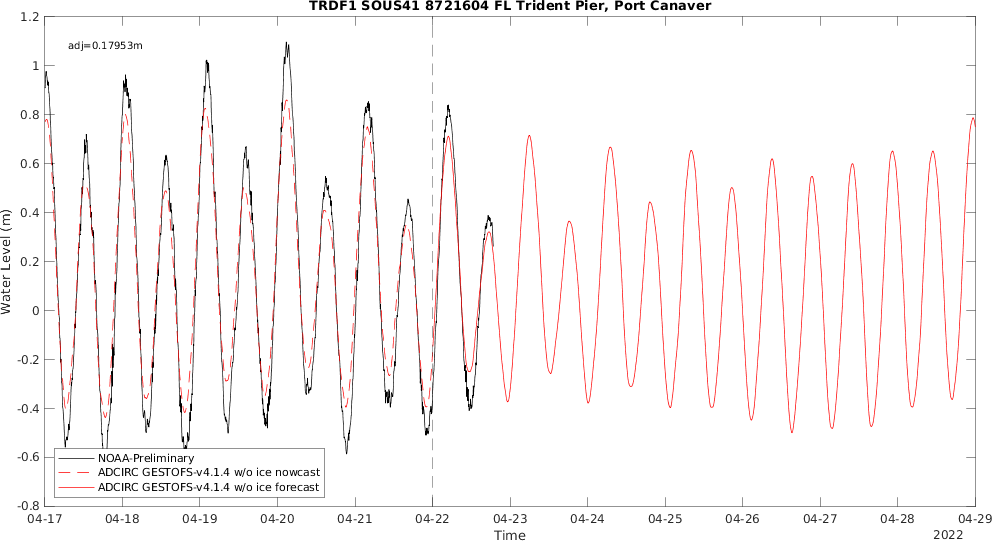 TRDF1 SOUS41 8721604 FL Trident Pier, Port Canaver
adj=0.17953m
1.2
1
0.8
0.6
0.4
0.2
0
-0.2
-0.4
-0.6
-0.8
Water Level (m)
NOAA-Preliminary
ADCIRC GESTOFS-v4.1.4 w/o ice nowcast
ADCIRC GESTOFS-v4.1.4 w/o ice forecast
04-17 04-18 04-19 04-20 04-21 04-22 04-23 04-24 04-25 04-26 04-27 04-28 04-29
Time
2022